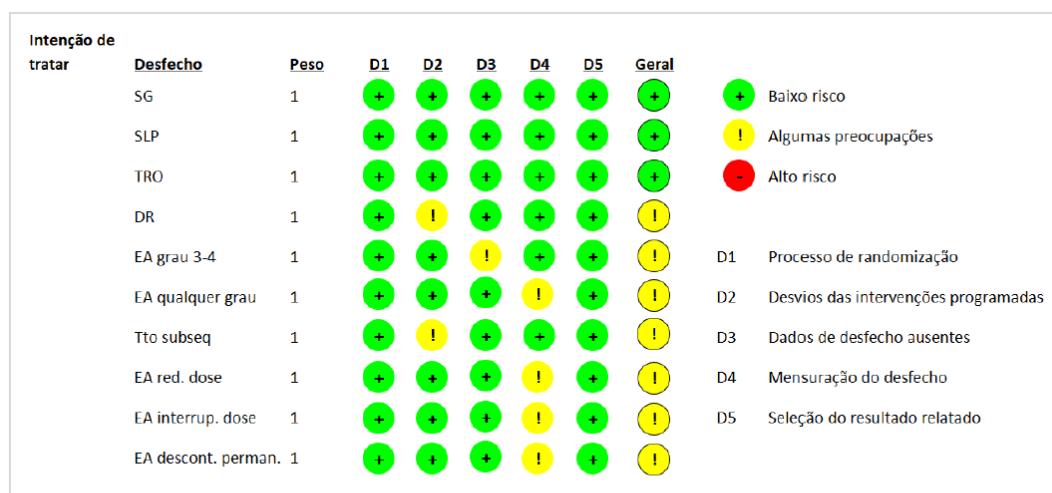 Intenção de
tratar Desfecho Peso D1 D2 D3 D4 D5 Geral
SG 1 + + + + + + + Baixo risco
SLP 1 + + + + + + ! Algumas preocupações
TRO 1 + + + + + + - Alto risco
DR 1 + ! + + + !
EA grau 3-4 1 + + ! + + ! D1 Processo de randomização
EA qualquer grau 1 + + + ! + ! D2 Desvios das intervenções programadas
Tto subseq 1 + ! + + + ! D3 Dados de desfecho ausentes
EA red. dose 1 + + + ! + ! D4 Mensuração do desfecho
EA interrup. dose 1 + + + ! + ! D5 Seleção do resultado relatado
EA descont. perman. 1 + + + ! + !